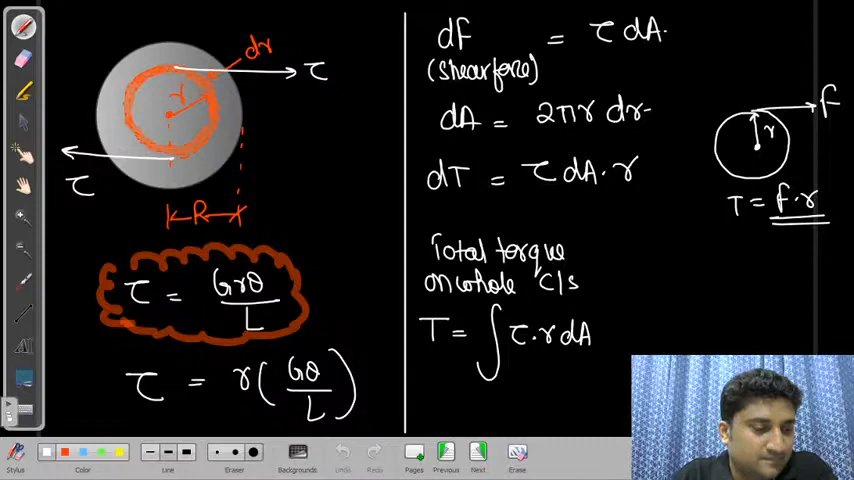 dr
r
τ
τ
R
τ = Grθ / L
τ = r ( Gθ / L )
dF = τ dA.
(Shear force)
dA = 2πr dr
dT = τ dA · r
F
r
T = F·r
Total torque
on whole C/S
T = ∫ τ · r dA
Stylus
Color
Line
Eraser
Backgrounds
Undo
Redo
Pages
Previous
Next
Erase